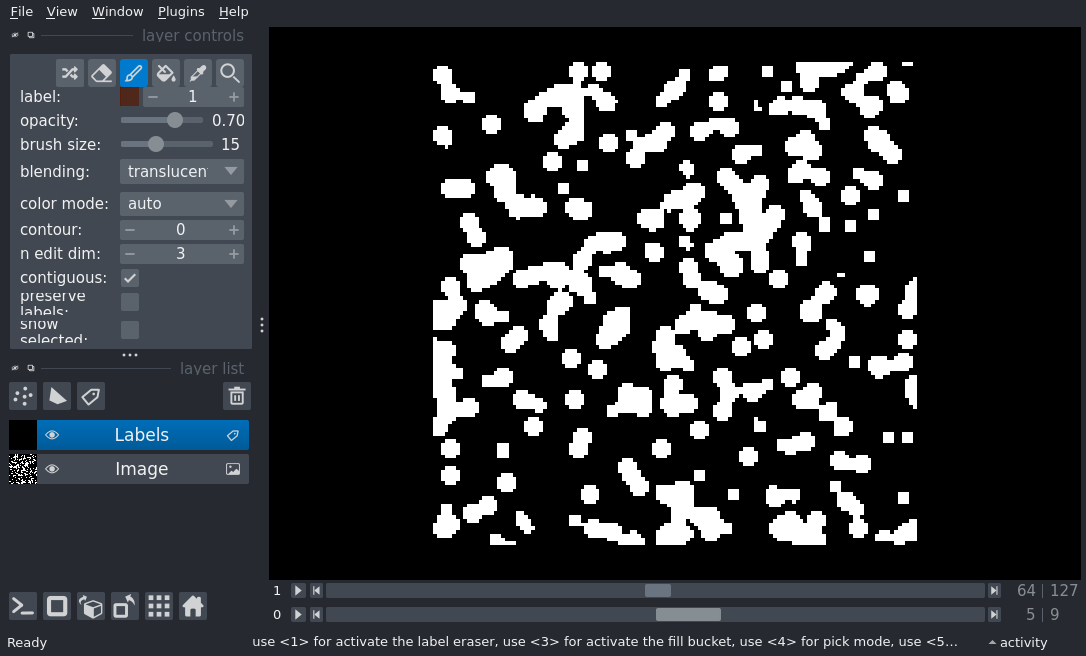 File View Window Plugins Help
layer controls
label: 1
opacity: 0.70
brush size: 15
blending: translucen
color mode: auto
contour: 0
n edit dim: 3
contiguous:
preserve
labels:
show
selected:
layer list
Labels
Image
1 64 127
0 5 9
Ready use <1> for activate the label eraser, use <3> for activate the fill bucket, use <4> for pick mode, use <5... activity